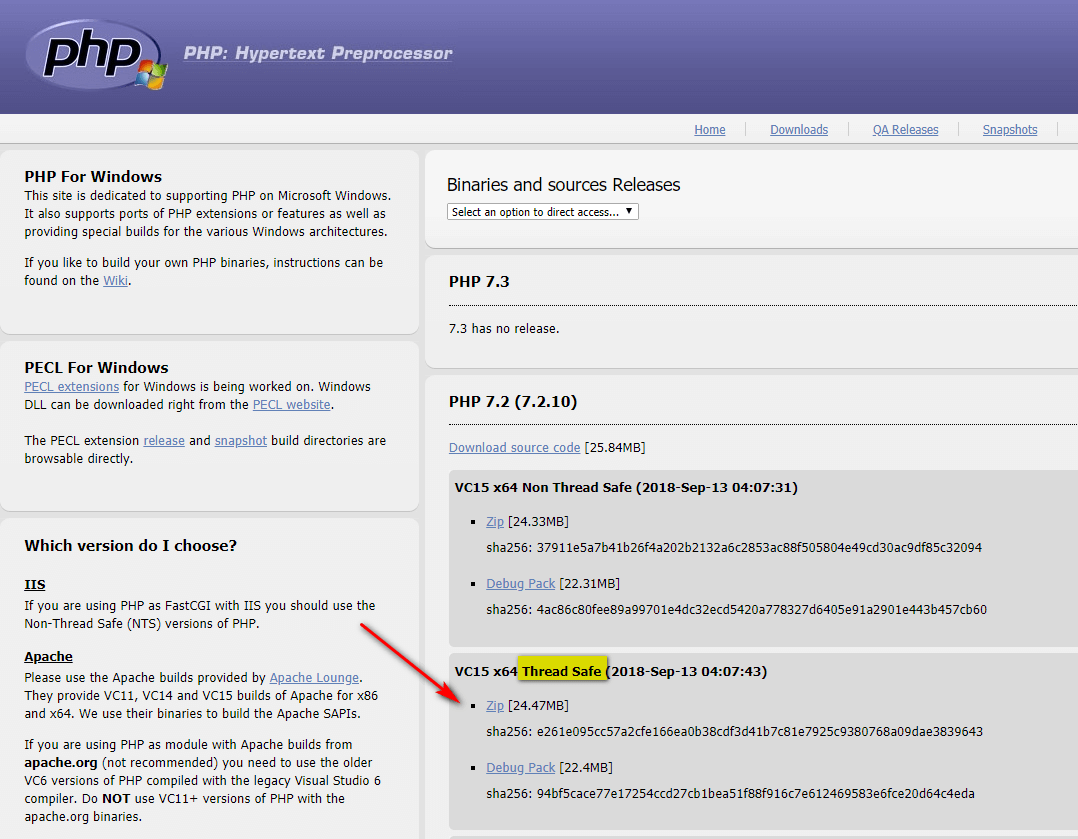 php
PHP: Hypertext Preprocessor
Home
Downloads
QA Releases
Snapshots
PHP For Windows
This site is dedicated to supporting PHP on Microsoft Windows.
It also supports ports of PHP extensions or features as well as
providing special builds for the various Windows architectures.
If you like to build your own PHP binaries, instructions can be
found on the Wiki.
PECL For Windows
PECL extensions for Windows is being worked on. Windows
DLL can be downloaded right from the PECL website.
The PECL extension release and snapshot build directories are
browsable directly.
Which version do I choose?
IIS
If you are using PHP as FastCGI with IIS you should use the
Non-Thread Safe (NTS) versions of PHP.
Apache
Please use the Apache builds provided by Apache Lounge.
They provide VC11, VC14 and VC15 builds of Apache for x86
and x64. We use their binaries to build the Apache SAPIs.
If you are using PHP as module with Apache builds from
apache.org (not recommended) you need to use the older
VC6 versions of PHP compiled with the legacy Visual Studio 6
compiler. Do NOT use VC11+ versions of PHP with the
apache.org binaries.
Binaries and sources Releases
Select an option to direct access...
PHP 7.3
7.3 has no release.
PHP 7.2 (7.2.10)
Download source code [25.84MB]
VC15 x64 Non Thread Safe (2018-Sep-13 04:07:31)
Zip [24.33MB]
sha256: 37911e5a7b41b26f4a202b2132a6c2853ac88f505804e49cd30ac9df85c32094
Debug Pack [22.31MB]
sha256: 4ac86c80fee89a99701e4dc32ecd5420a778327d6405e91a2901e443b457cb60
VC15 x64 Thread Safe (2018-Sep-13 04:07:43)
Zip [24.47MB]
sha256: e261e095cc57a2cfe166ea0b38cdf3d41b7c81e7925c9380768a09dae3839643
Debug Pack [22.4MB]
sha256: 94bf5cace77e17254ccd27cb1bea51f88f916c7e612469583e6fce20d64c4eda